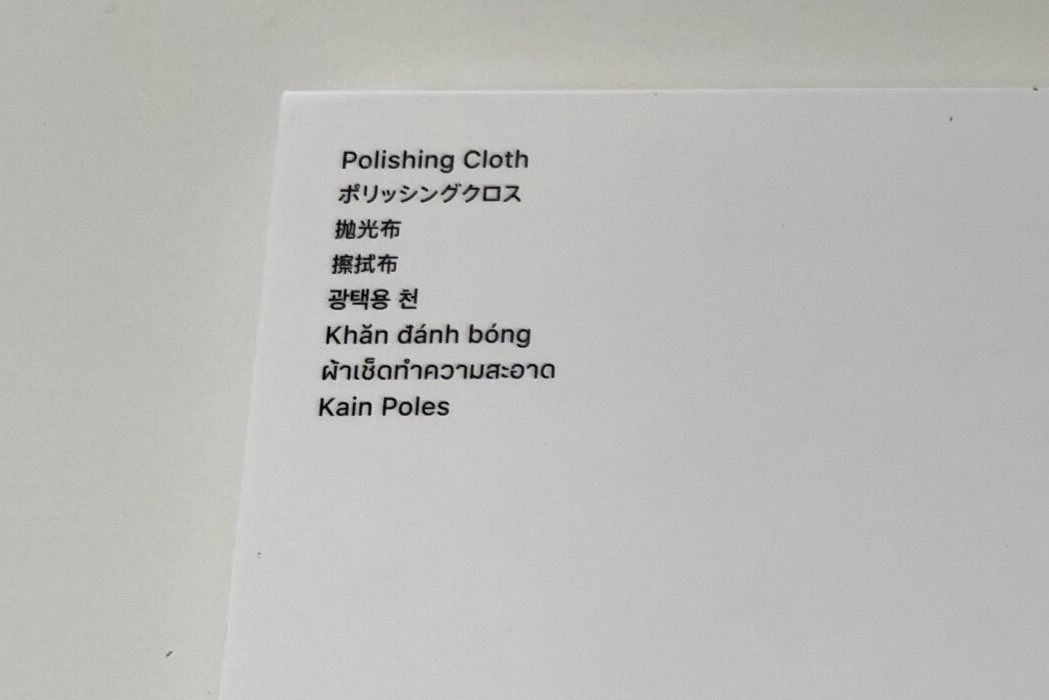 Polishing Cloth
ポリッシングクロス
抛光布
擦拭布
광택용 천
Khăn đánh bóng
ผ้าเช็ดทำความสะอาด
Kain Poles